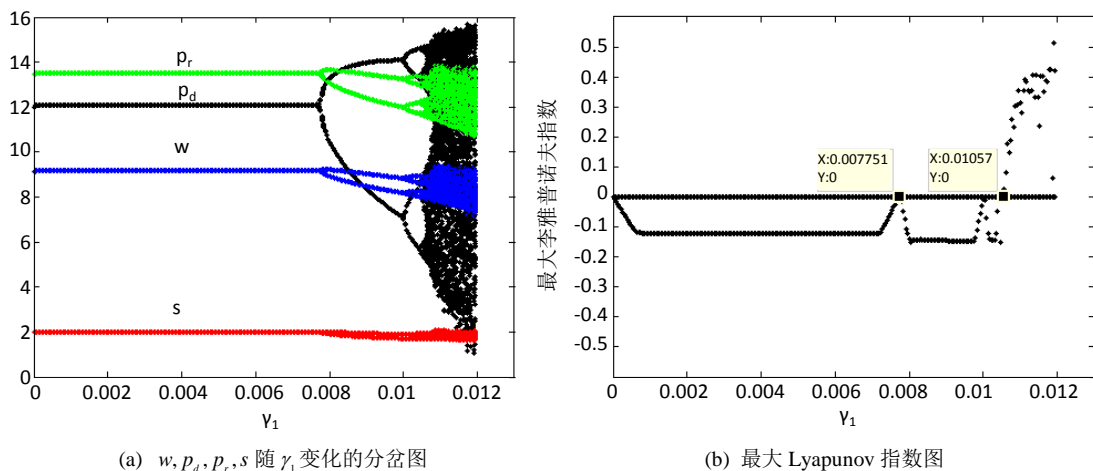 16
14
12
10
8
6
4
2
0
p_r
p_d
w
s
0 0.002 0.004 0.006 0.008 0.01 0.012
γ₁
(a) w, p_d, p_r, s 随 γ₁ 变化的分岔图
最大李雅普诺夫指数
0.5
0.4
0.3
0.2
0.1
0
-0.1
-0.2
-0.3
-0.4
-0.5
X:0.007751
Y:0
X:0.01057
Y:0
0 0.002 0.004 0.006 0.008 0.01 0.012
γ₁
(b) 最大 Lyapunov 指数图